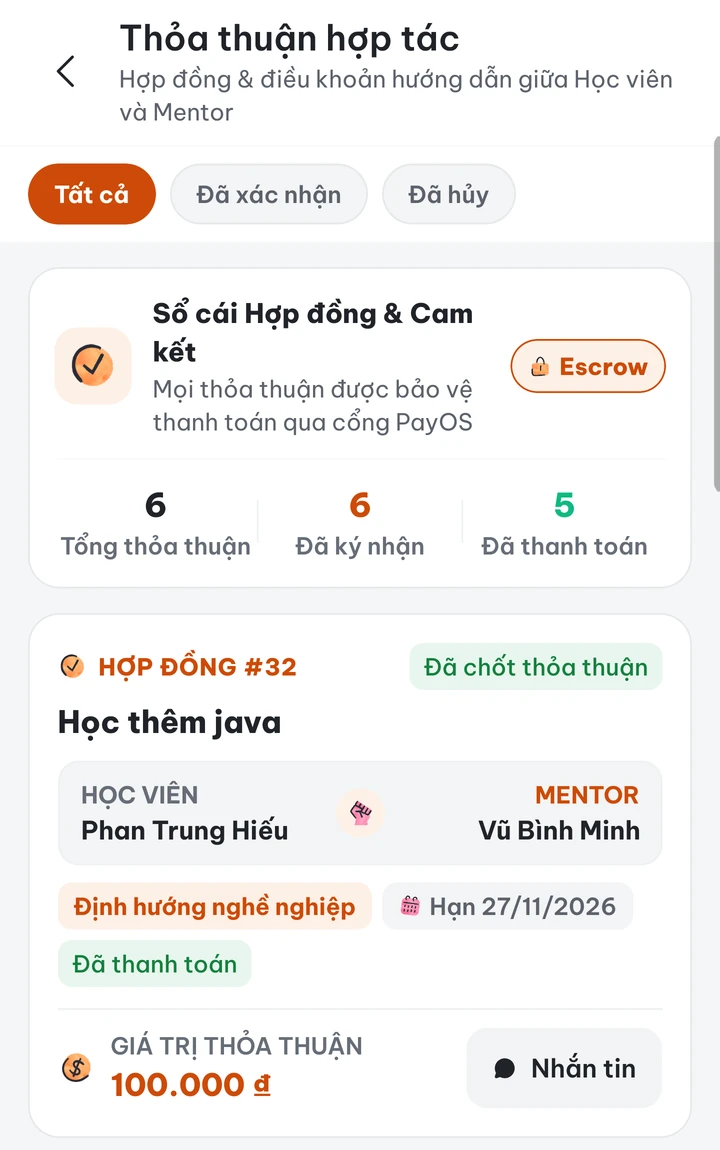 Thỏa thuận hợp tác
Hợp đồng & điều khoản hướng dẫn giữa Học viên
và Mentor
Tất cả
Đã xác nhận
Đã hủy
Sổ cái Hợp đồng & Cam
kết
Mọi thỏa thuận được bảo vệ
thanh toán qua cổng PayOS
Escrow
6
Tổng thỏa thuận
6
Đã ký nhận
5
Đã thanh toán
HỢP ĐỒNG #32
Đã chốt thỏa thuận
Học thêm java
HỌC VIÊN
Phan Trung Hiếu
MENTOR
Vũ Bình Minh
Định hướng nghề nghiệp
Hạn 27/11/2026
Đã thanh toán
GIÁ TRỊ THỎA THUẬN
100.000 ₫
Nhắn tin